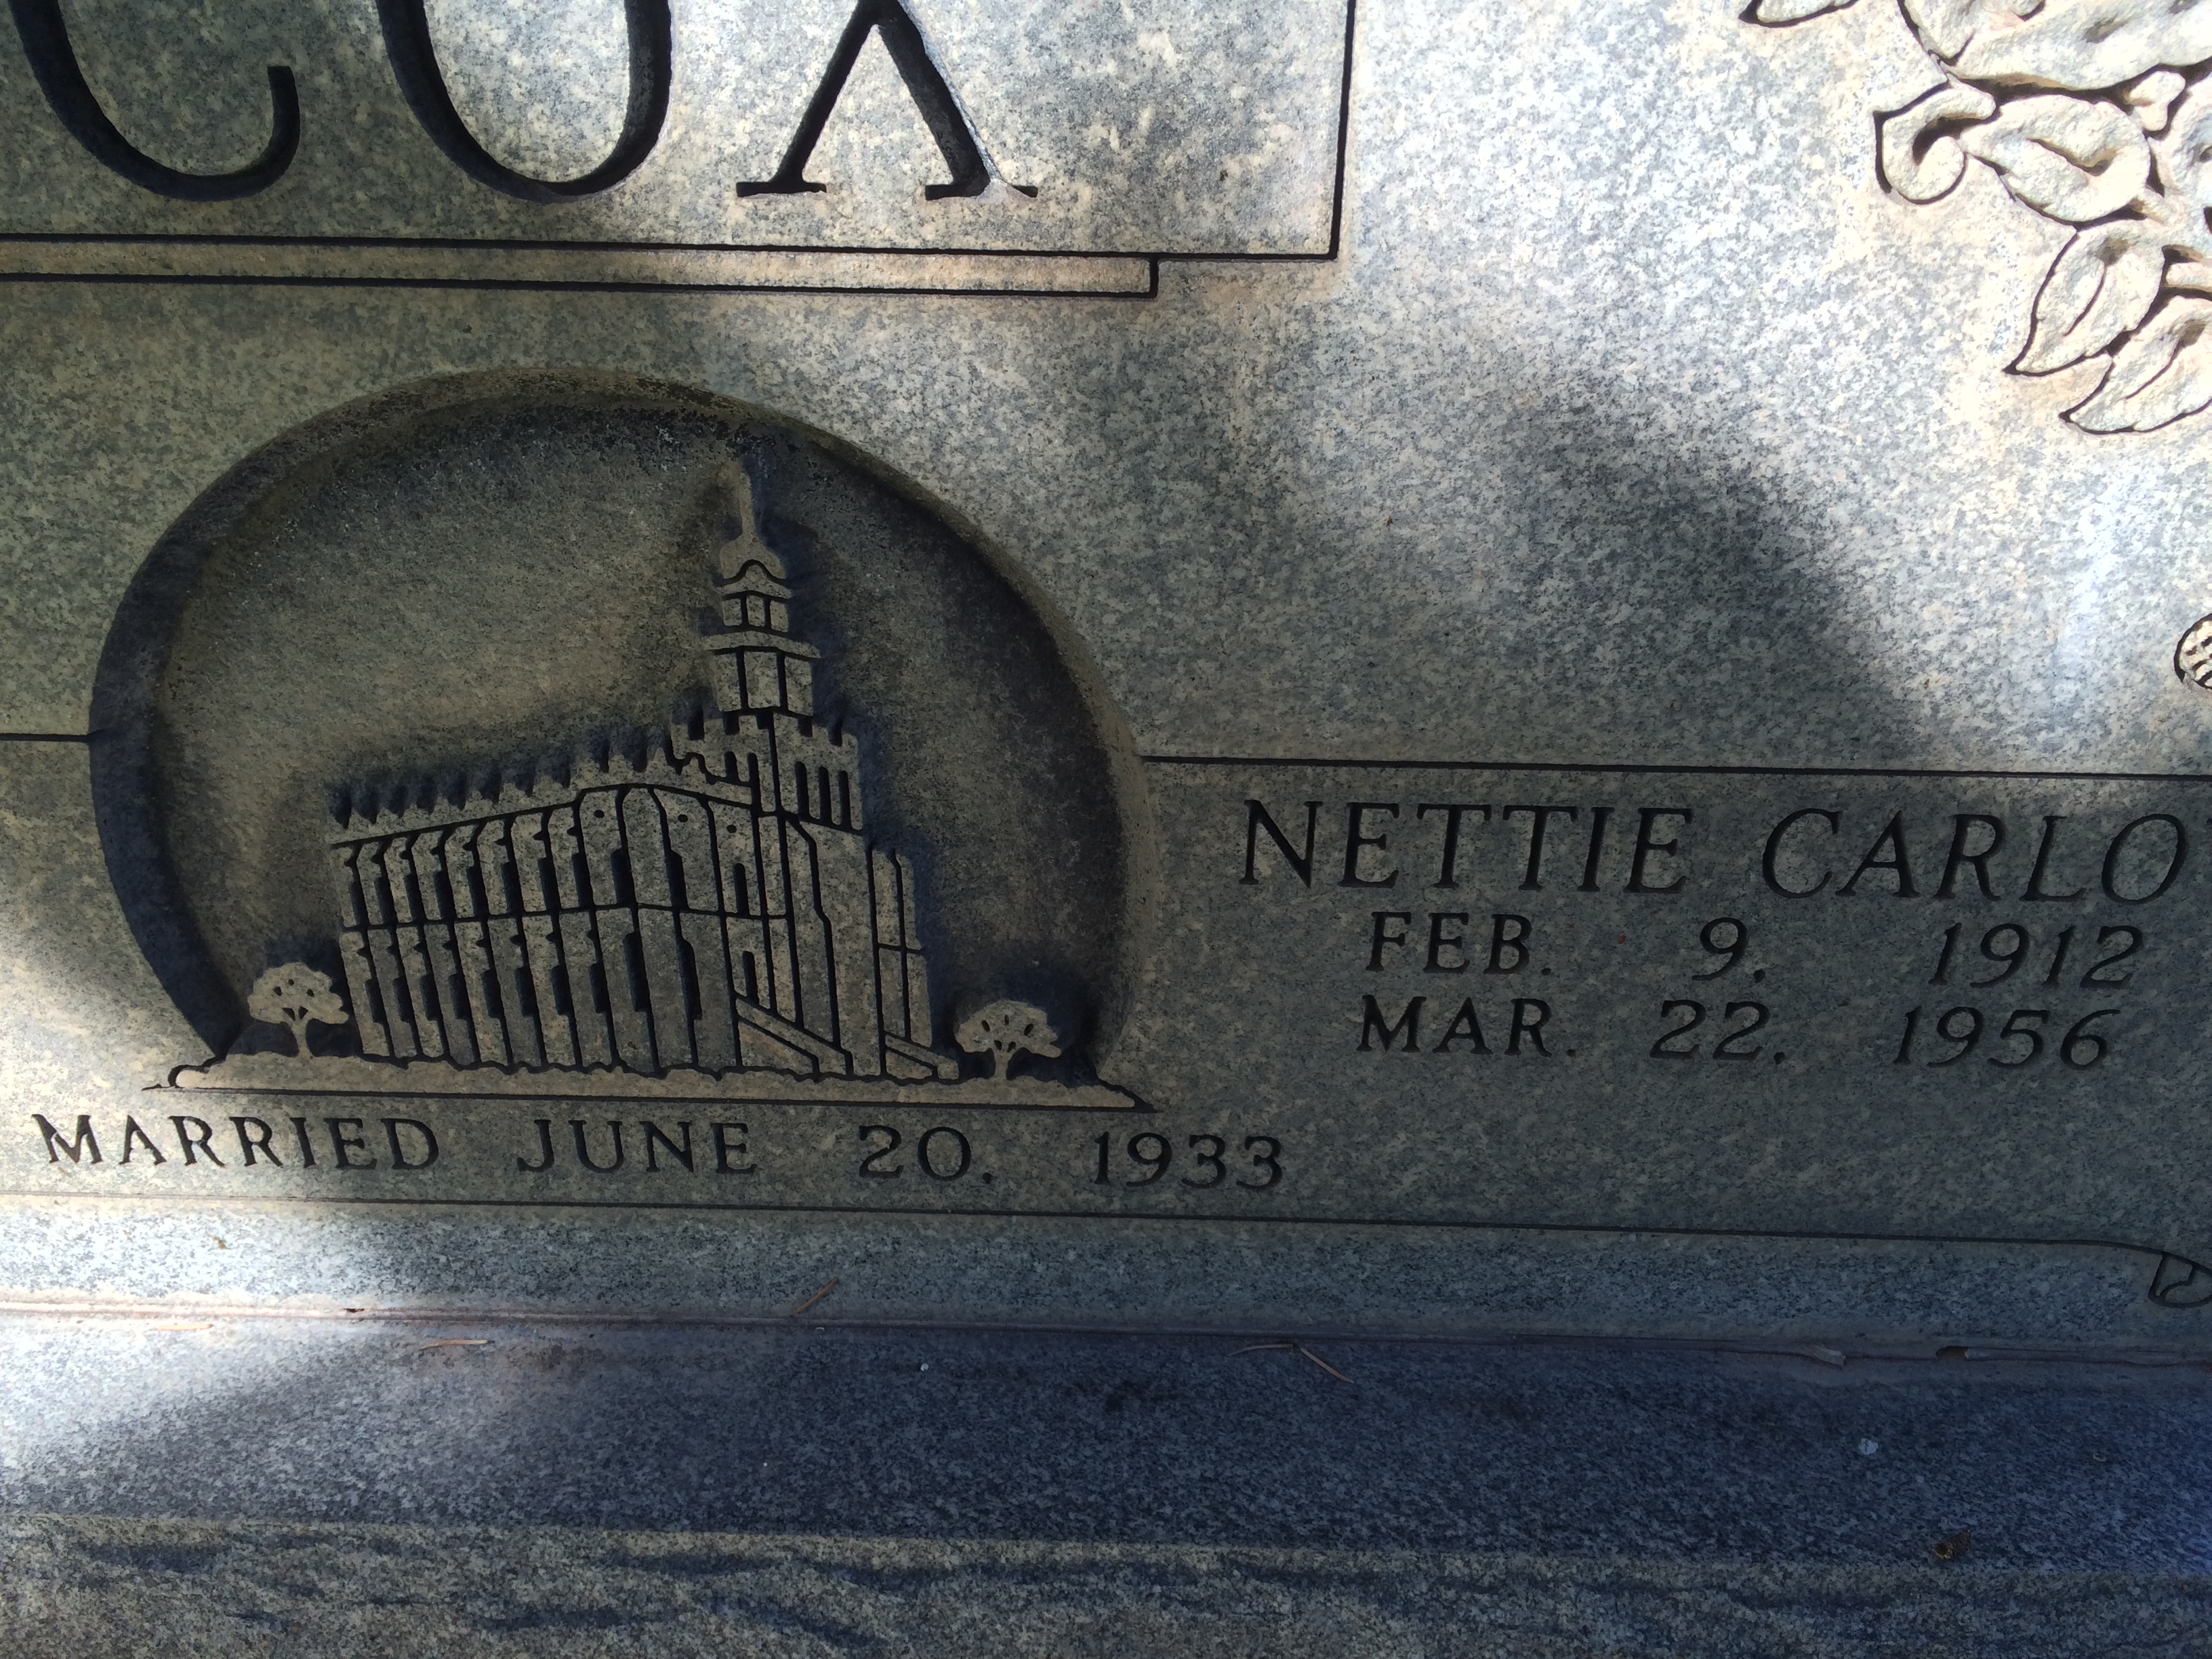 COX
NETTIE CARLO
FEB. 9, 1912
MAR. 22, 1956
MARRIED JUNE 20, 1933